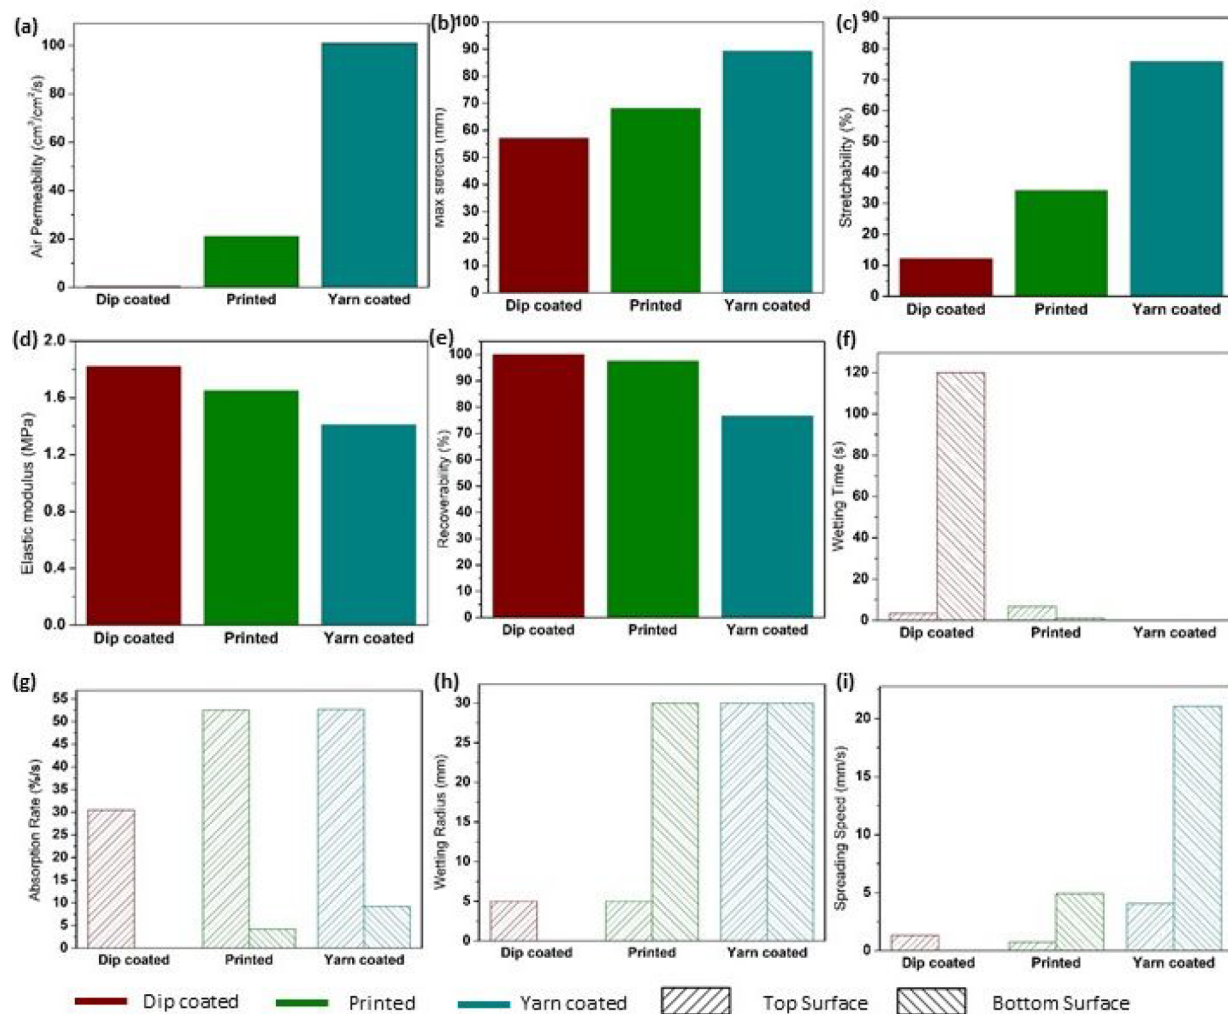 (a)
Air Permeability (cm³/cm²/s)
100
80
60
40
20
0
Dip coated Printed Yarn coated
(b)
Max stretch (mm)
100
90
80
70
60
50
40
30
20
10
0
Dip coated Printed Yarn coated
(c)
Stretchability (%)
90
80
70
60
50
40
30
20
10
0
Dip coated Printed Yarn coated
(d)
Elastic modulus (MPa)
2.0
1.6
1.2
0.8
0.4
0.0
Dip coated Printed Yarn coated
(e)
Recoverability (%)
100
90
80
70
60
50
40
30
20
10
0
Dip coated Printed Yarn coated
(f)
Wetting Time (s)
120
100
80
60
40
20
0
Dip coated Printed Yarn coated
(g)
Absorption Rate (%/s)
55
50
45
40
35
30
25
20
15
10
5
0
Dip coated Printed Yarn coated
(h)
Wetting Radius (mm)
30
25
20
15
10
5
0
Dip coated Printed Yarn coated
(i)
Spreading Speed (mm/s)
20
15
10
5
0
Dip coated Printed Yarn coated
Dip coated Printed Yarn coated Top Surface Bottom Surface